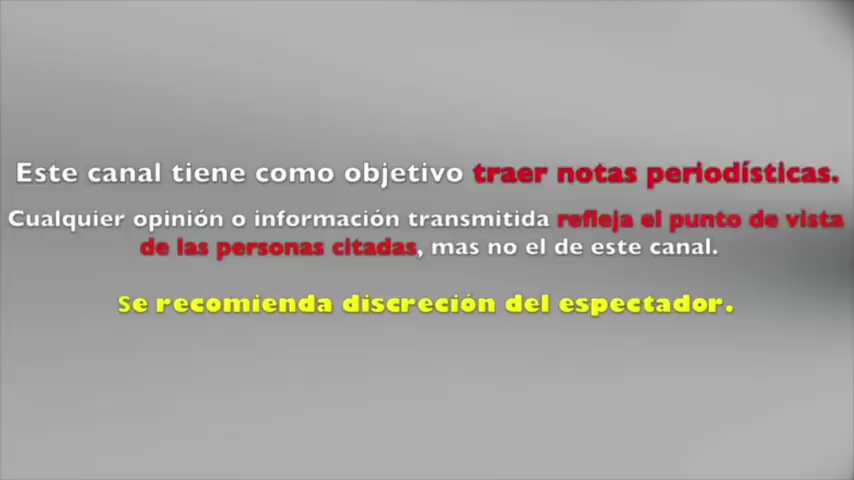 Este canal tiene como objetivo traer notas periodísticas.
Cualquier opinión o información transmitida refleja el punto de vista
de las personas citadas, mas no el de este canal.
Se recomienda discreción del espectador.